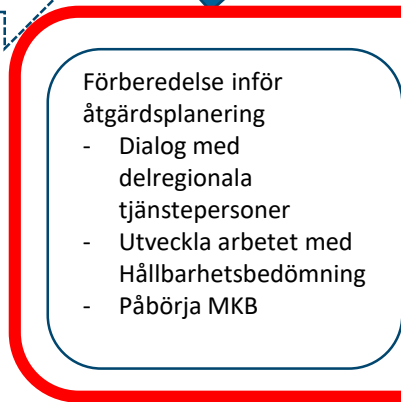 Förberedelse inför
åtgärdsplanering
- Dialog med
delregionala
tjänstepersoner
- Utveckla arbetet med
Hållbarhetsbedömning
- Påbörja MKB